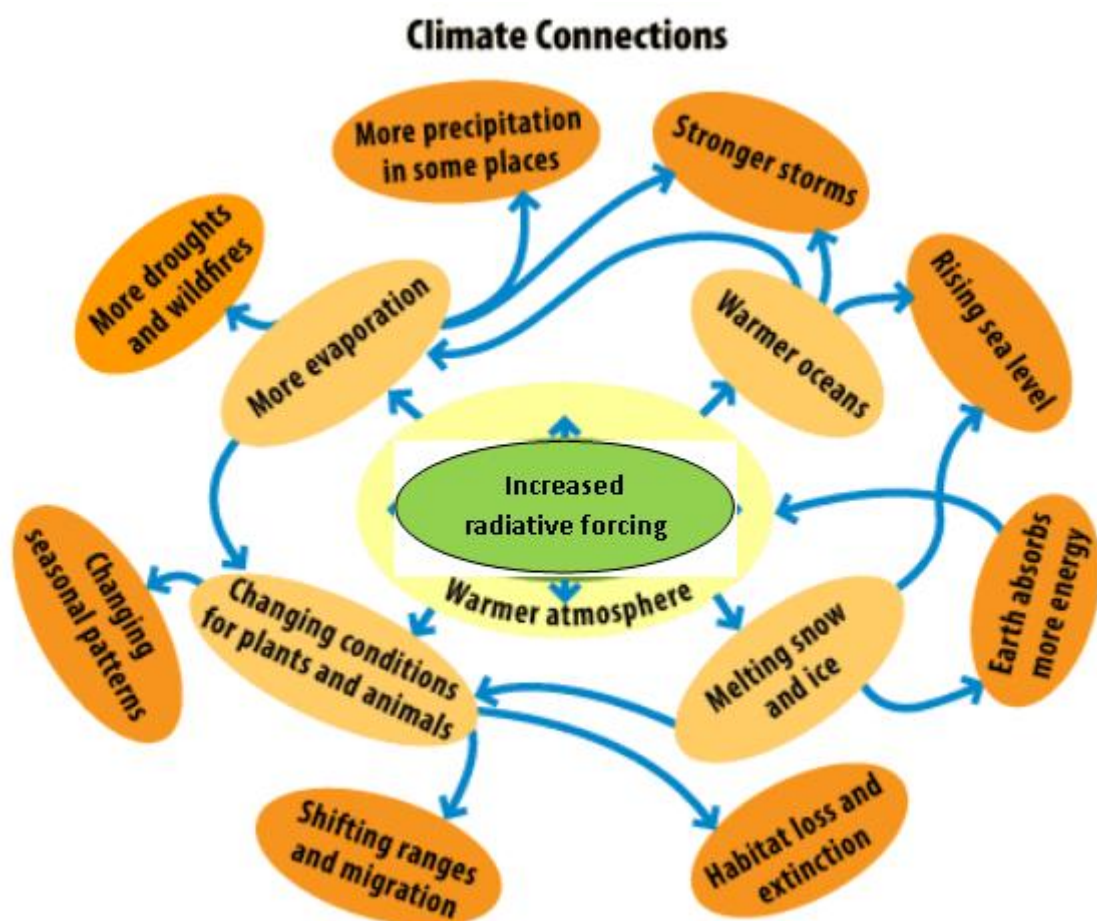 Climate Connections
More precipitation
in some places
Stronger storms
More droughts
and wildfires
More evaporation
Warmer oceans
Rising sea level
Increased
radiative forcing
Warmer atmosphere
Changing
seasonal patterns
Changing conditions
for plants and animals
Melting snow
and ice
Earth absorbs
more energy
Shifting ranges
and migration
Habitat loss and
extinction